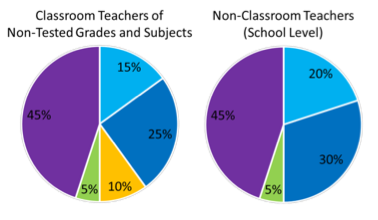 Classroom Teachers of
Non-Tested Grades and Subjects
15%
25%
10%
5%
45%
Non-Classroom Teachers
(School Level)
20%
30%
5%
45%